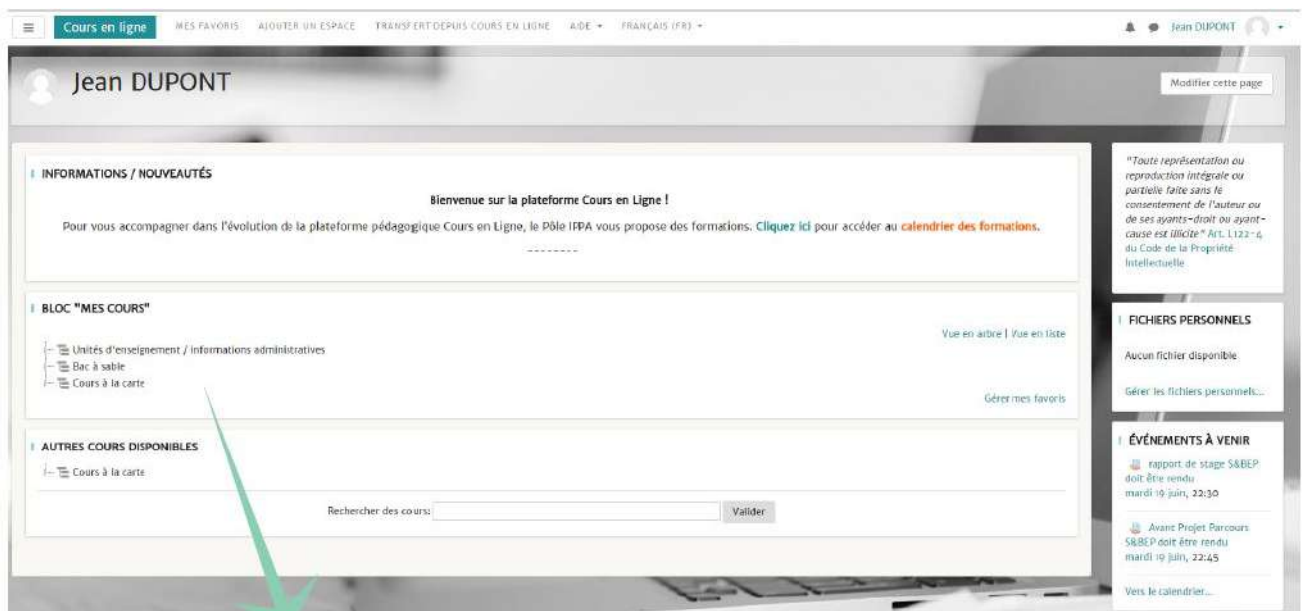 Cours en ligne MES FAVORIS AJOUTER UN ESPACE TRANSFERT DEPUIS COURS EN LIGNE AIDE FRANÇAIS (FR) Jean DUPONT
Jean DUPONT
Modifier cette page
INFORMATIONS / NOUVEAUTÉS
Bienvenue sur la plateforme Cours en Ligne !
Pour vous accompagner dans l'évolution de la plateforme pédagogique Cours en Ligne, le Pôle IPPA vous propose des formations. Cliquez ici pour accéder au calendrier des formations.
--------
BLOC "MES COURS"
Vue en arbre | Vue en liste
Unités d'enseignement / informations administratives
Bac à sable
Cours à la carte
Gérer mes favoris
AUTRES COURS DISPONIBLES
Cours à la carte
Rechercher des cours: Valider
"Toute représentation ou
reproduction intégrale ou
partielle faite sans le
consentement de l'auteur ou
de ses ayants-droit ou ayant-
cause est illicite" Art. L122-4
du Code de la Propriété
Intellectuelle
FICHIERS PERSONNELS
Aucun fichier disponible
Gérer les fichiers personnels...
ÉVÉNEMENTS À VENIR
rapport de stage S&BEP
doit être rendu
mardi 19 juin, 22:30
Avant Projet Parcours
S&BEP doit être rendu
mardi 19 juin, 22:45
Vers le calendrier...